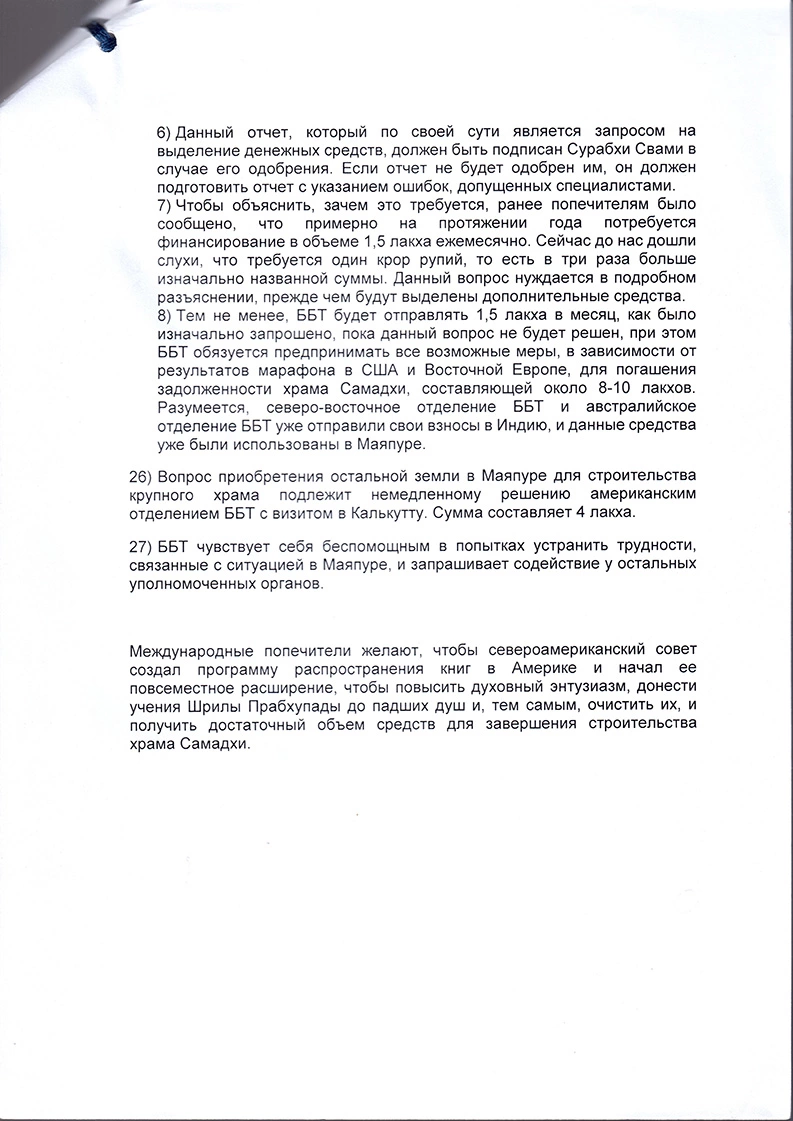 6) Данный отчет, который по своей сути является запросом на
выделение денежных средств, должен быть подписан Сурабхи Свами в
случае его одобрения. Если отчет не будет одобрен им, он должен
подготовить отчет с указанием ошибок, допущенных специалистами.
7) Чтобы объяснить, зачем это требуется, ранее попечителям было
сообщено, что примерно на протяжении года потребуется
финансирование в объеме 1,5 лакха ежемесячно. Сейчас до нас дошли
слухи, что требуется один крор рупий, то есть в три раза больше
изначально названной суммы. Данный вопрос нуждается в подробном
разъяснении, прежде чем будут выделены дополнительные средства.
8) Тем не менее, ББТ будет отправлять 1,5 лакха в месяц, как было
изначально запрошено, пока данный вопрос не будет решен, при этом
ББТ обязуется предпринимать все возможные меры, в зависимости от
результатов марафона в США и Восточной Европе, для погашения
задолженности храма Самадхи, составляющей около 8-10 лакхов.
Разумеется, северо-восточное отделение ББТ и австралийское
отделение ББТ уже отправили свои взносы в Индию, и данные средства
уже были использованы в Маяпуре.
26) Вопрос приобретения остальной земли в Маяпуре для строительства
крупного храма подлежит немедленному решению американским
отделением ББТ с визитом в Калькутту. Сумма составляет 4 лакха.
27) ББТ чувствует себя беспомощным в попытках устранить трудности,
связанные с ситуацией в Маяпуре, и запрашивает содействие у остальных
уполномоченных органов.
Международные попечители желают, чтобы североамериканский совет
создал программу распространения книг в Америке и начал ее
повсеместное расширение, чтобы повысить духовный энтузиазм, донести
учения Шрилы Прабхупады до падших душ и, тем самым, очистить их, и
получить достаточный объем средств для завершения строительства
храма Самадхи.